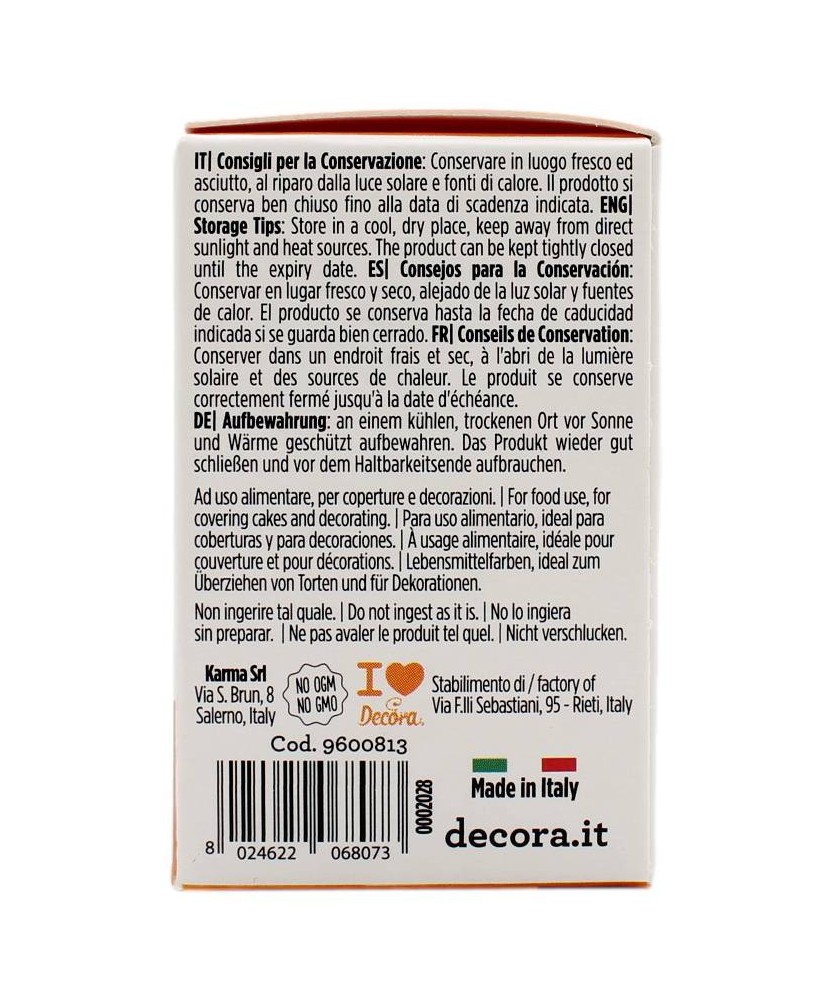 IT| Consigli per la Conservazione: Conservare in luogo fresco ed
asciutto, al riparo dalla luce solare e fonti di calore. Il prodotto si
conserva ben chiuso fino alla data di scadenza indicata. ENG|
Storage Tips: Store in a cool, dry place, keep away from direct
sunlight and heat sources. The product can be kept tightly closed
until the expiry date. ES| Consejos para la Conservación:
Conservar en lugar fresco y seco, alejado de la luz solar y fuentes
de calor. El producto se conserva hasta la fecha de caducidad
indicada si se guarda bien cerrado. FR| Conseils de Conservation:
Conserver dans un endroit frais et sec, à l'abri de la lumière
solaire et des sources de chaleur. Le produit se conserve
correctement fermé jusqu'à la date d'échéance.
DE| Aufbewahrung: an einem kühlen, trockenen Ort vor Sonne
und Wärme geschützt aufbewahren. Das Produkt wieder gut
schließen und vor dem Haltbarkeitsende aufbrauchen.
Ad uso alimentare, per coperture e decorazioni. | For food use, for
covering cakes and decorating. | Para uso alimentario, ideal para
coberturas y para decoraciones. | À usage alimentaire, idéale pour
couverture et pour décorations. | Lebensmittelfarben, ideal zum
Überziehen von Torten und für Dekorationen.
Non ingerire tal quale. | Do not ingest as it is. | No lo ingiera
sin preparar. | Ne pas avaler le produit tel quel. | Nicht verschlucken.
Karma Srl
Via S. Brun, 8
Salerno, Italy
NO OGM
NO GMO
I
Decora.
Stabilimento di / factory of
Via F.lli Sebastiani, 95 - Rieti, Italy
Cod. 9600813
8 024622 068073
0002028
Made in Italy
decora.it